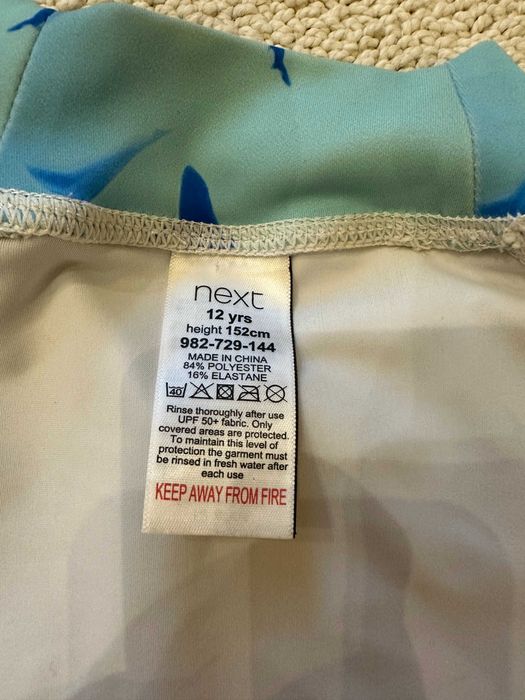 next
12 yrs
height 152cm
982-729-144
MADE IN CHINA
84% POLYESTER
16% ELASTANE
40
Rinse thoroughly after use
UPF 50+ fabric. Only
covered areas are protected.
To maintain this level of
protection the garment must
be rinsed in fresh water after
each use
KEEP AWAY FROM FIRE